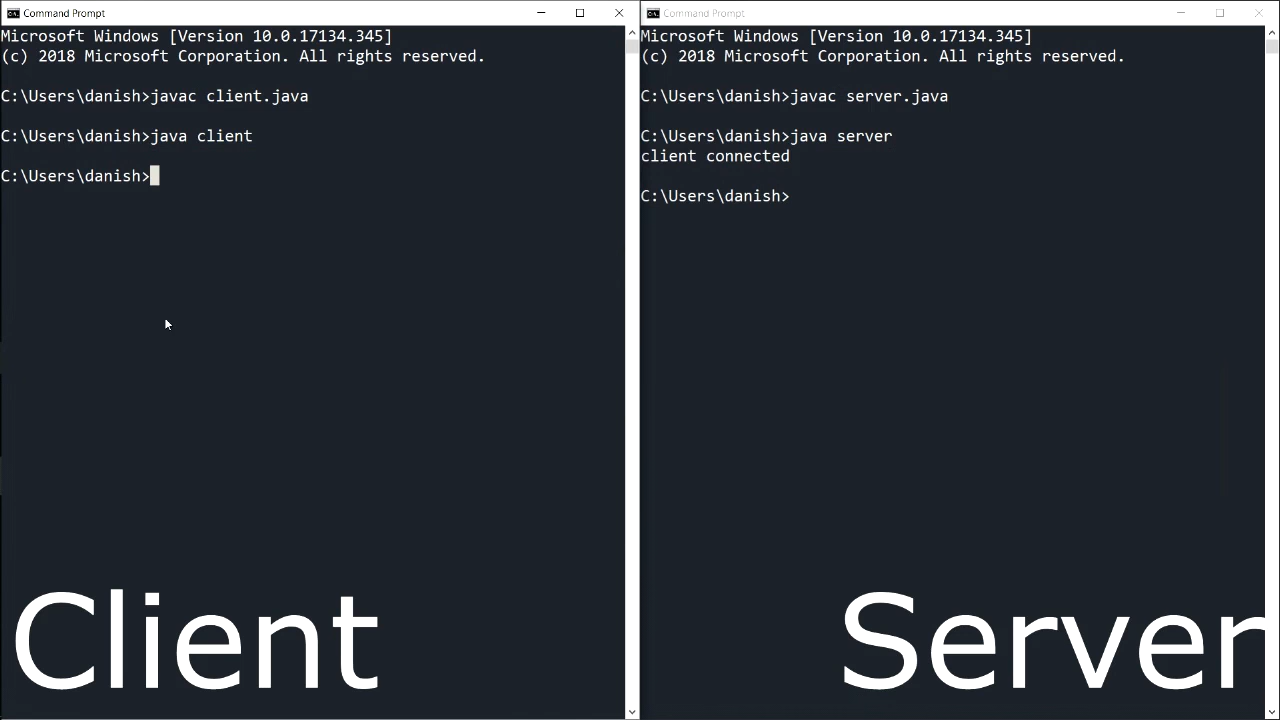 Command Prompt
Microsoft Windows [Version 10.0.17134.345]
(c) 2018 Microsoft Corporation. All rights reserved.
C:\Users\danish>javac client.java
C:\Users\danish>java client
C:\Users\danish>
Client
Command Prompt
Microsoft Windows [Version 10.0.17134.345]
(c) 2018 Microsoft Corporation. All rights reserved.
C:\Users\danish>javac server.java
C:\Users\danish>java server
client connected
C:\Users\danish>
Server